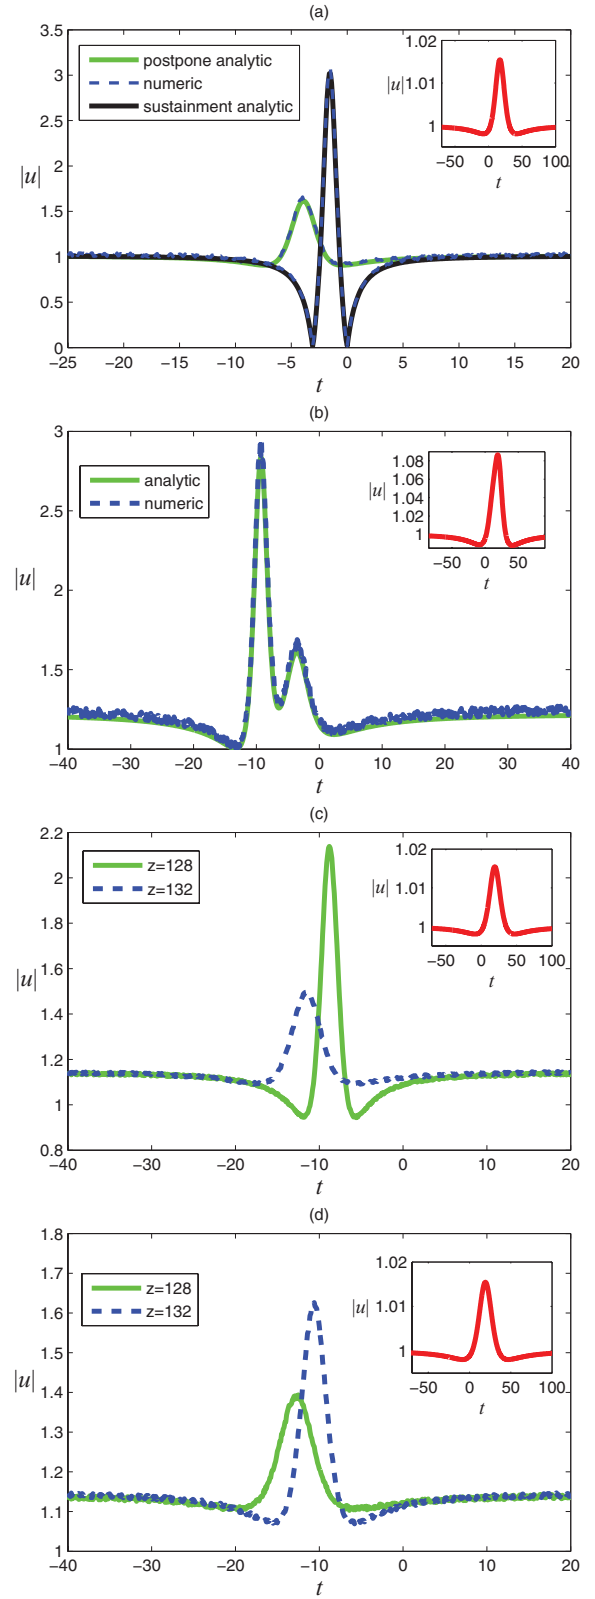 (a)
3.5
3
2.5
2
1.5
1
0.5
0
|u|
postpone analytic
numeric
sustainment analytic
1.02
1.01
1
|u|
−50 0 50 100
t
−25 −20 −15 −10 −5 0 5 10 15 20
t
(b)
3
2.5
2
1.5
1
|u|
analytic
numeric
1.08
1.06
1.04
1.02
1
|u|
−50 0 50
t
−40 −30 −20 −10 0 10 20 30 40
t
(c)
2.2
2
1.8
1.6
1.4
1.2
1
0.8
|u|
z=128
z=132
1.02
1.01
1
|u|
−50 0 50 100
t
−40 −30 −20 −10 0 10 20
t
(d)
1.8
1.7
1.6
1.5
1.4
1.3
1.2
1.1
1
|u|
z=128
z=132
1.02
1.01
1
|u|
−50 0 50 100
t
−40 −30 −20 −10 0 10 20
t